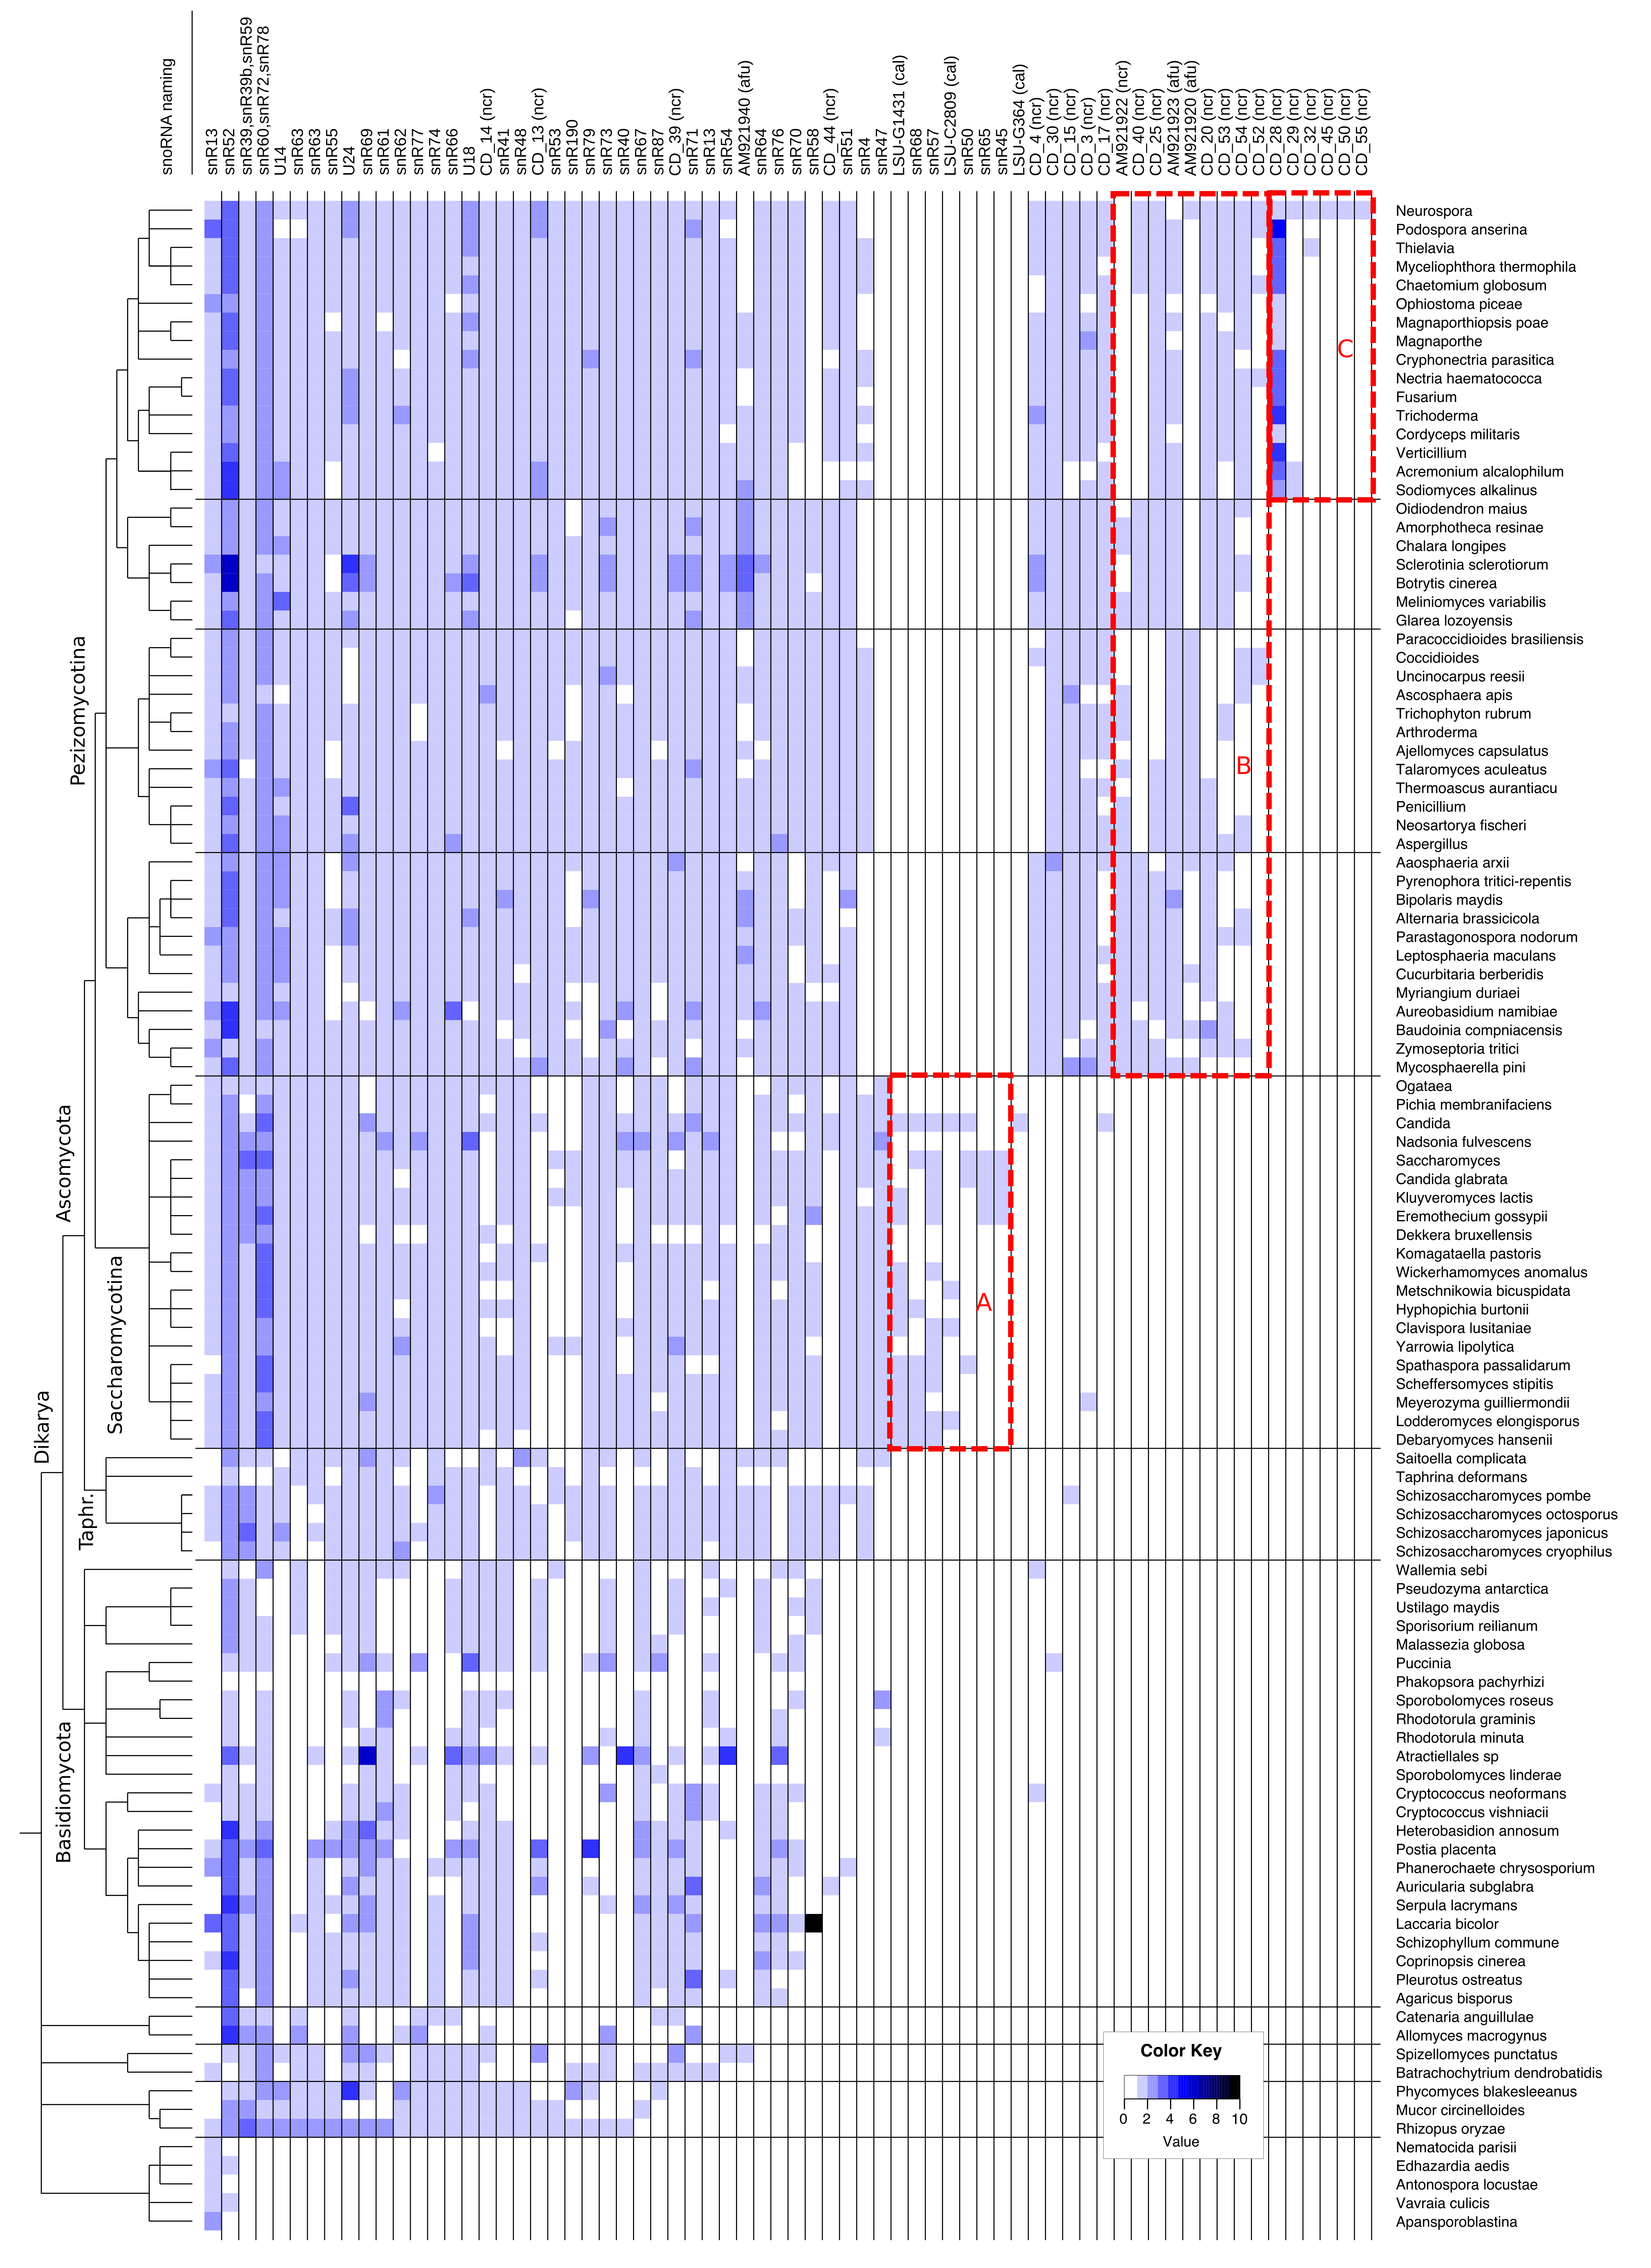 snoRNA naming
snR13
snR52
snR39,snR39b,snR59
snR60,snR72,snR78
U14
snR63
snR63
snR55
U24
snR69
snR61
snR62
snR77
snR74
snR66
U18
CD_14 (ncr)
snR41
snR48
CD_13 (ncr)
snR53
snR190
snR79
snR73
snR40
snR67
snR87
CD_39 (ncr)
snR71
snR13
snR54
AM921940 (afu)
snR64
snR76
snR70
snR58
CD_44 (ncr)
snR51
snR4
snR47
LSU-G1431 (cal)
snR68
snR57
LSU-C2809 (cal)
snR50
snR65
snR45
LSU-G364 (cal)
CD_4 (ncr)
CD_30 (ncr)
CD_15 (ncr)
CD_3 (ncr)
CD_17 (ncr)
AM921922 (ncr)
CD_40 (ncr)
CD_25 (ncr)
AM921923 (afu)
AM921920 (afu)
CD_20 (ncr)
CD_53 (ncr)
CD_54 (ncr)
CD_52 (ncr)
CD_28 (ncr)
CD_29 (ncr)
CD_32 (ncr)
CD_45 (ncr)
CD_50 (ncr)
CD_55 (ncr)
Neurospora
Podospora anserina
Thielavia
Myceliophthora thermophila
Chaetomium globosum
Ophiostoma piceae
Magnaporthiopsis poae
Magnaporthe
C
Cryphonectria parasitica
Nectria haematococca
Fusarium
Trichoderma
Cordyceps militaris
Verticillium
Acremonium alcalophilum
Sodiomyces alkalinus
Oidiodendron maius
Amorphotheca resinae
Chalara longipes
Sclerotinia sclerotiorum
Botrytis cinerea
Meliniomyces variabilis
Glarea lozoyensis
Pezizomycotina
Paracoccidioides brasiliensis
Coccidioides
Uncinocarpus reesii
Ascosphaera apis
Trichophyton rubrum
Arthroderma
Ajellomyces capsulatus
B
Talaromyces aculeatus
Thermoascus aurantiacu
Penicillium
Neosartorya fischeri
Aspergillus
Aaosphaeria arxii
Pyrenophora tritici-repentis
Bipolaris maydis
Alternaria brassicicola
Parastagonospora nodorum
Leptosphaeria maculans
Cucurbitaria berberidis
Myriangium duriaei
Aureobasidium namibiae
Baudoinia compniacensis
Zymoseptoria tritici
Mycosphaerella pini
Ascomycota
Ogataea
Pichia membranifaciens
Candida
Nadsonia fulvescens
Saccharomyces
Candida glabrata
Kluyveromyces lactis
Eremothecium gossypii
Dekkera bruxellensis
Saccharomycotina
Komagataella pastoris
Wickerhamomyces anomalus
Metschnikowia bicuspidata
A
Hyphopichia burtonii
Clavispora lusitaniae
Yarrowia lipolytica
Spathaspora passalidarum
Scheffersomyces stipitis
Dikarya
Meyerozyma guilliermondii
Lodderomyces elongisporus
Debaryomyces hansenii
Saitoella complicata
Taphrina deformans
Taphr.
Schizosaccharomyces pombe
Schizosaccharomyces octosporus
Schizosaccharomyces japonicus
Schizosaccharomyces cryophilus
Wallemia sebi
Pseudozyma antarctica
Ustilago maydis
Sporisorium reilianum
Malassezia globosa
Puccinia
Phakopsora pachyrhizi
Sporobolomyces roseus
Rhodotorula graminis
Basidiomycota
Rhodotorula minuta
Atractiellales sp
Sporobolomyces linderae
Cryptococcus neoformans
Cryptococcus vishniacii
Heterobasidion annosum
Postia placenta
Phanerochaete chrysosporium
Auricularia subglabra
Serpula lacrymans
Laccaria bicolor
Schizophyllum commune
Coprinopsis cinerea
Pleurotus ostreatus
Agaricus bisporus
Catenaria anguillulae
Allomyces macrogynus
Spizellomyces punctatus
Batrachochytrium dendrobatidis
Phycomyces blakesleeanus
Mucor circinelloides
Rhizopus oryzae
Nematocida parisii
Edhazardia aedis
Antonospora locustae
Vavraia culicis
Apansporoblastina
Color Key
0 2 4 6 8 10
Value